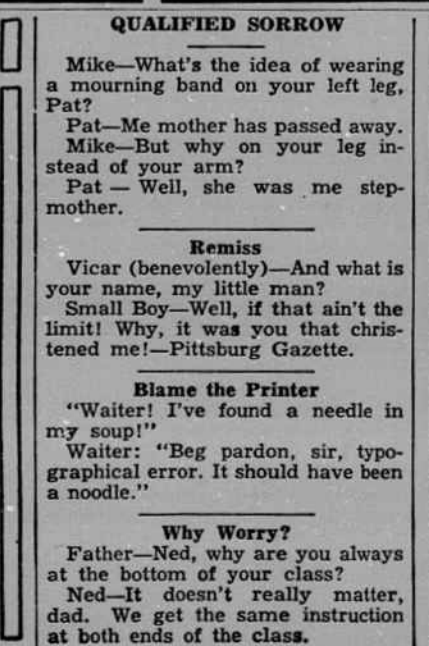 QUALIFIED SORROW
Mike—What's the idea of wearing
a mourning band on your left leg,
Pat?
Pat—Me mother has passed away.
Mike—But why on your leg in-
stead of your arm?
Pat — Well, she was me step-
mother.
Remiss
Vicar (benevolently)—And what is
your name, my little man?
Small Boy—Well, if that ain't the
limit! Why, it was you that chris-
tened me!—Pittsburg Gazette.
Blame the Printer
"Waiter! I've found a needle in
my soup!"
Waiter: "Beg pardon, sir, typo-
graphical error. It should have been
a noodle."
Why Worry?
Father—Ned, why are you always
at the bottom of your class?
Ned—It doesn't really matter,
dad. We get the same instruction
at both ends of the class.